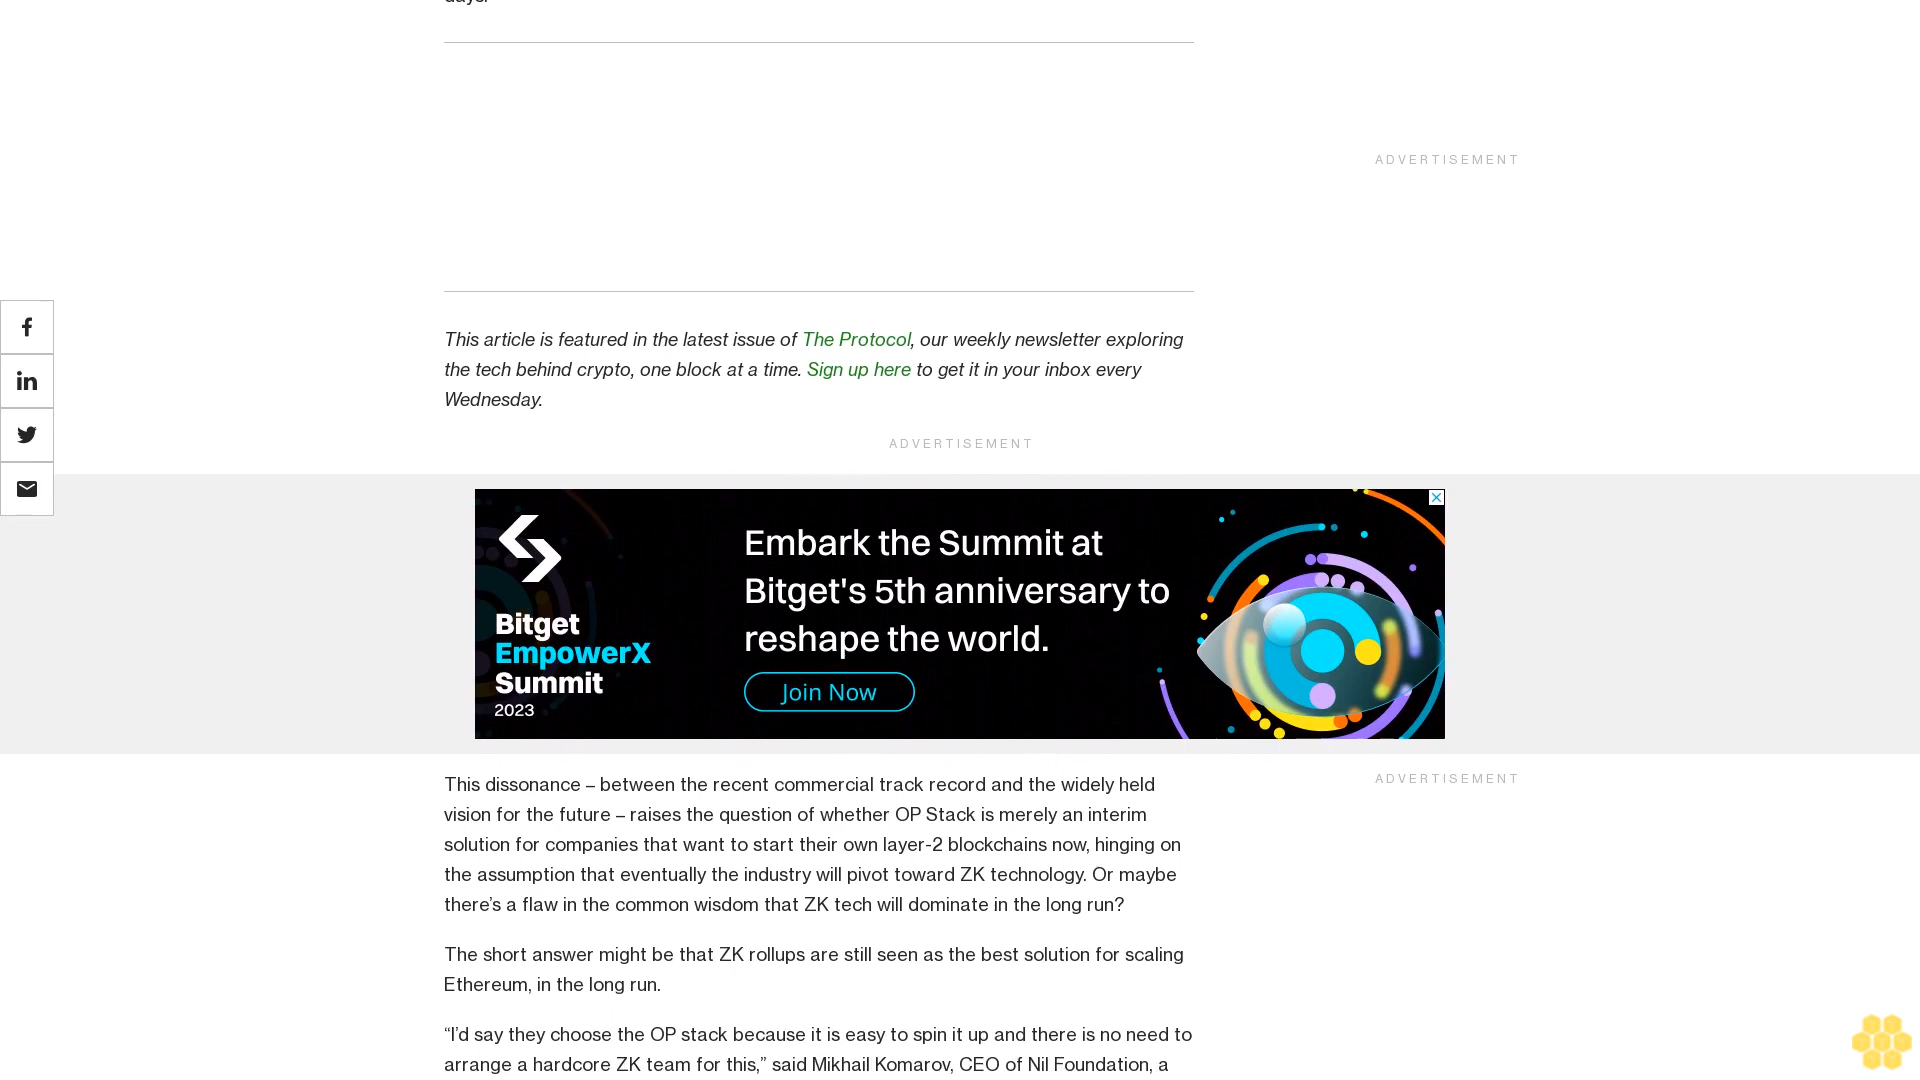 ADVERTISEMENT
This article is featured in the latest issue of The Protocol, our weekly newsletter exploring
the tech behind crypto, one block at a time. Sign up here to get it in your inbox every
Wednesday.
ADVERTISEMENT
Bitget
EmpowerX
Summit
2023
Embark the Summit at
Bitget's 5th anniversary to
reshape the world.
Join Now
ADVERTISEMENT
This dissonance – between the recent commercial track record and the widely held
vision for the future – raises the question of whether OP Stack is merely an interim
solution for companies that want to start their own layer-2 blockchains now, hinging on
the assumption that eventually the industry will pivot toward ZK technology. Or maybe
there’s a flaw in the common wisdom that ZK tech will dominate in the long run?
The short answer might be that ZK rollups are still seen as the best solution for scaling
Ethereum, in the long run.
“I’d say they choose the OP stack because it is easy to spin it up and there is no need to
arrange a hardcore ZK team for this,” said Mikhail Komarov, CEO of Nil Foundation, a